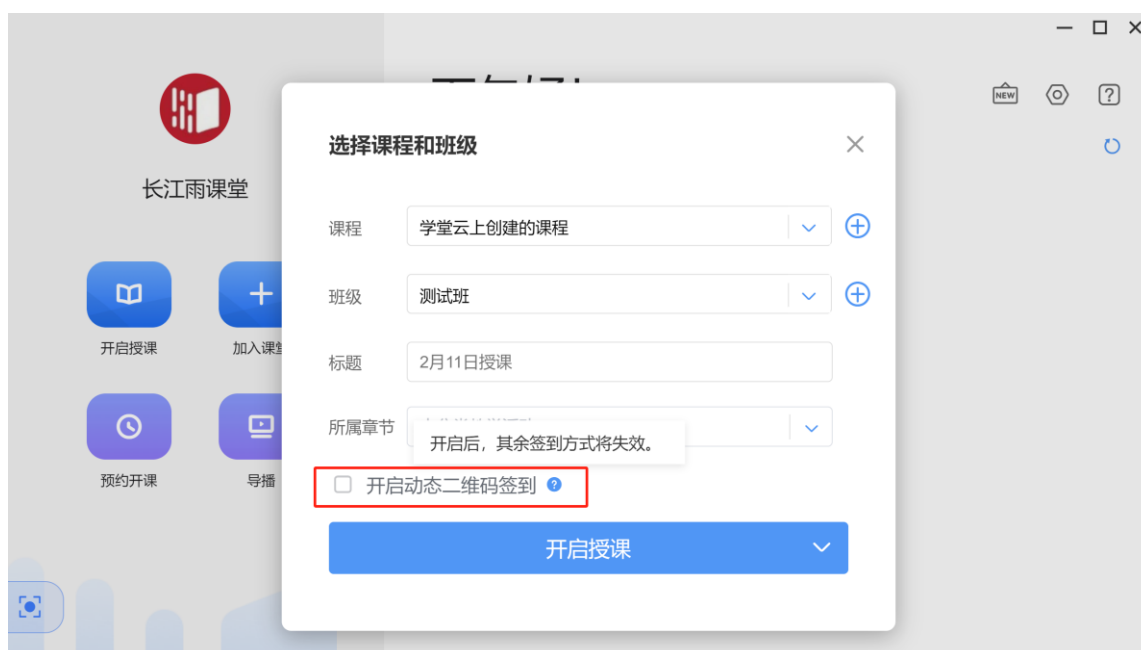 NEW
长江雨课堂
开启授课
加入课堂
预约开课
导播
选择课程和班级
课程
学堂云上创建的课程
班级
测试班
标题
2月11日授课
所属章节
开启后，其余签到方式将失效。
开启动态二维码签到
开启授课